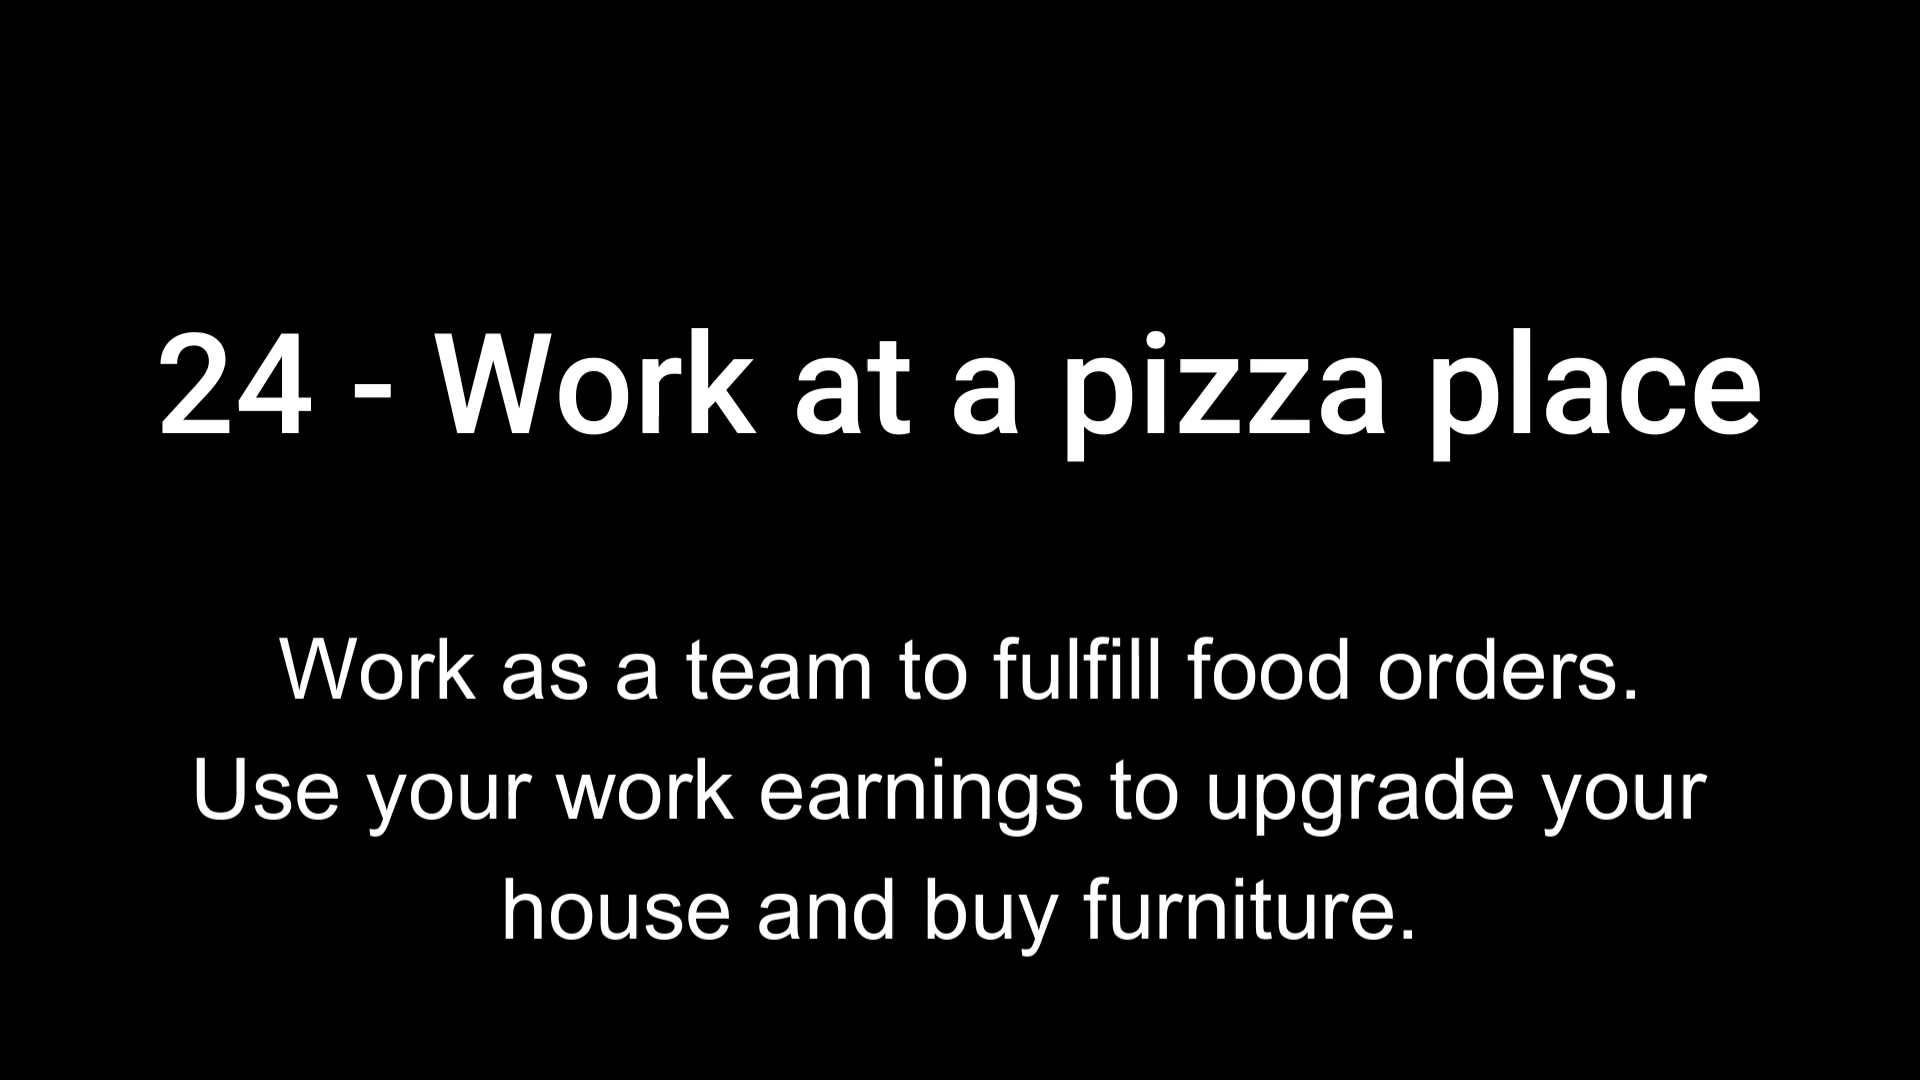 24 - Work at a pizza place
Work as a team to fulfill food orders.
Use your work earnings to upgrade your
house and buy furniture.